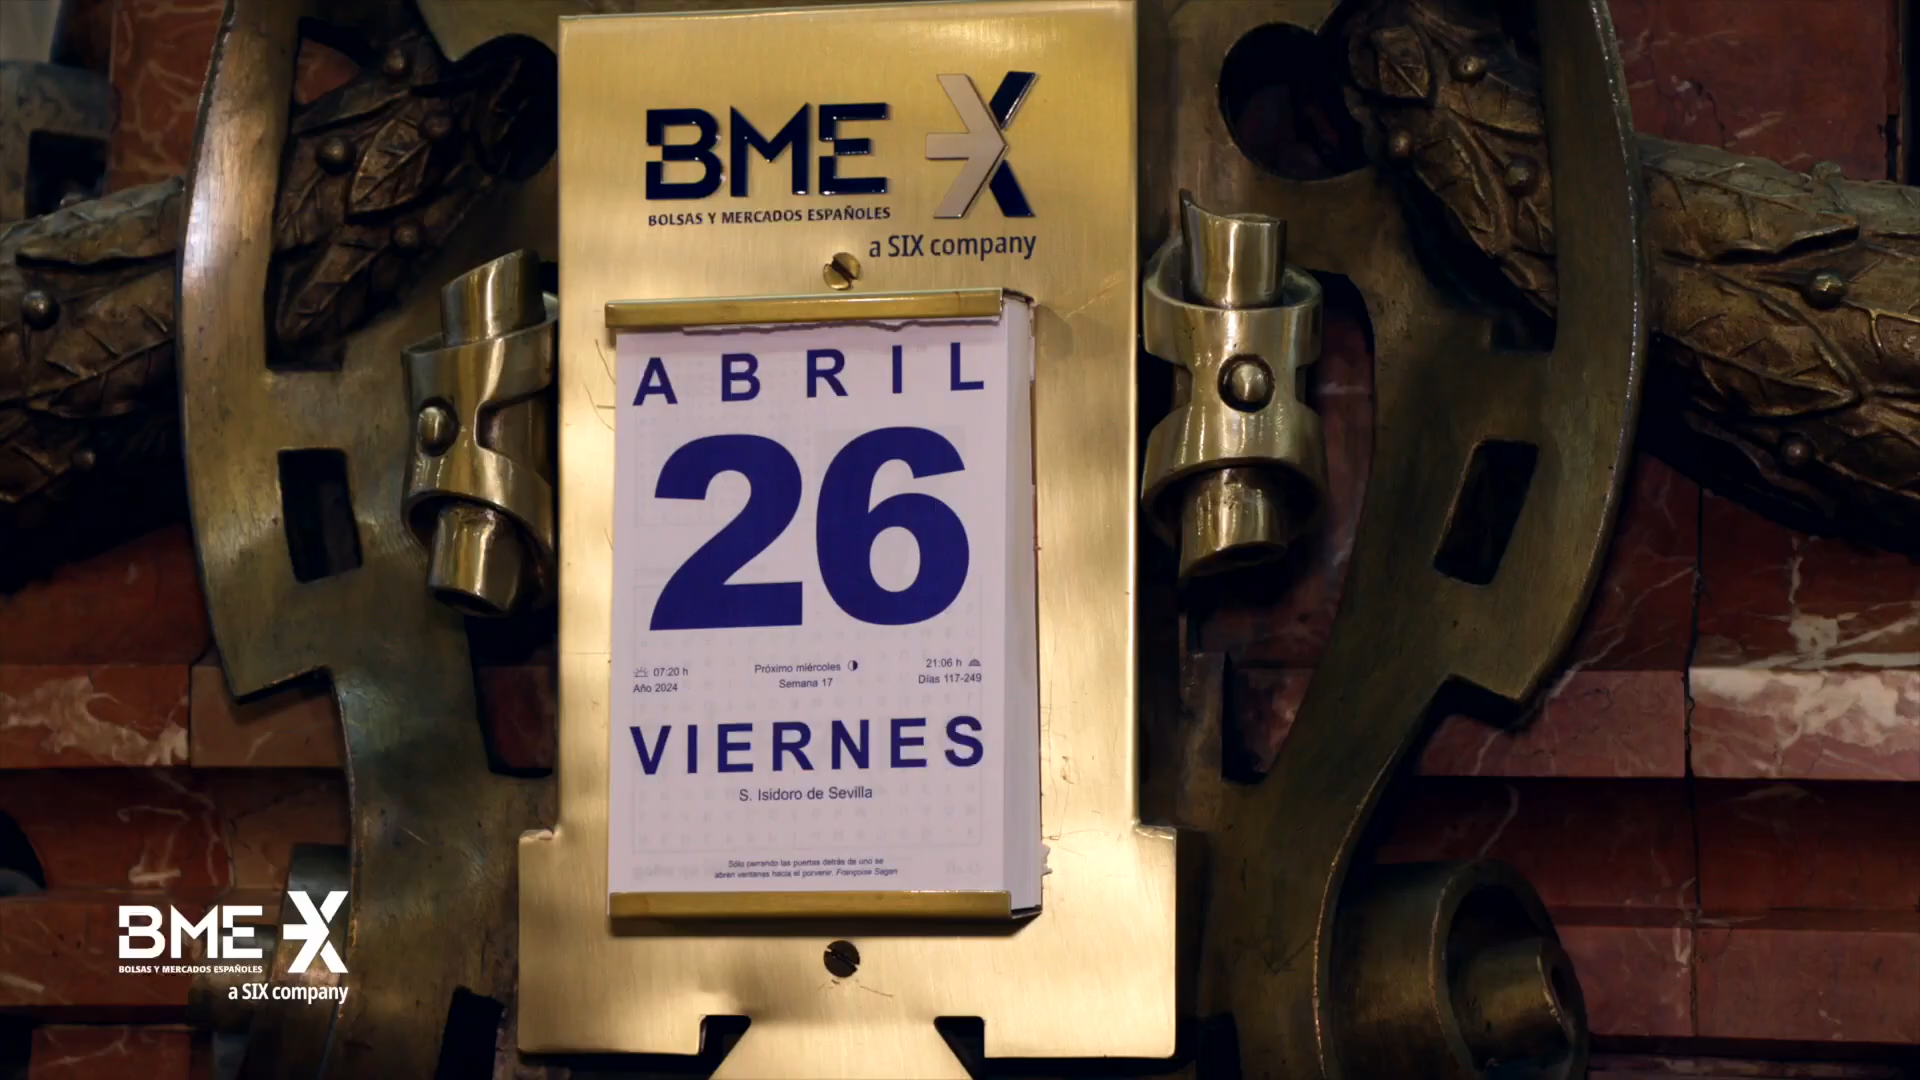 BME
BOLSAS Y MERCADOS ESPAÑOLES
a SIX company
ABRIL
26
07:20 h
Año 2024
Próximo miércoles
Semana 17
21:06 h
Días 117-249
VIERNES
S. Isidoro de Sevilla
Sólo cerrando las puertas detrás de uno se
abren ventanas hacia el porvenir. Françoise Sagan
BME
BOLSAS Y MERCADOS ESPAÑOLES
a SIX company